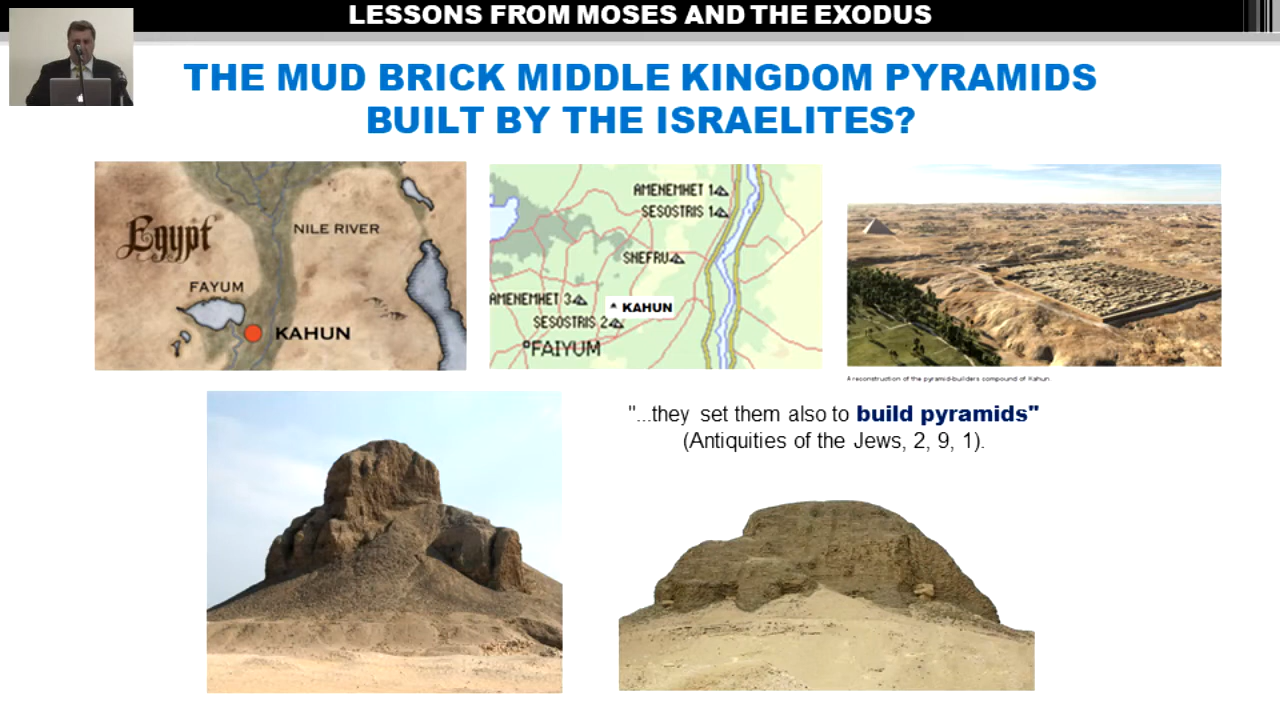 LESSONS FROM MOSES AND THE EXODUS
THE MUD BRICK MIDDLE KINGDOM PYRAMIDS
BUILT BY THE ISRAELITES?
Egypt
NILE RIVER
FAYUM
KAHUN
AMENEMHET 1
SESOSTRIS 1
SNEFRU
AMENEMHET 3
KAHUN
SESOSTRIS 2
°FAIYUM
A reconstruction of the pyramid-builders compound of Kahun
"...they set them also to build pyramids"
(Antiquities of the Jews, 2, 9, 1).